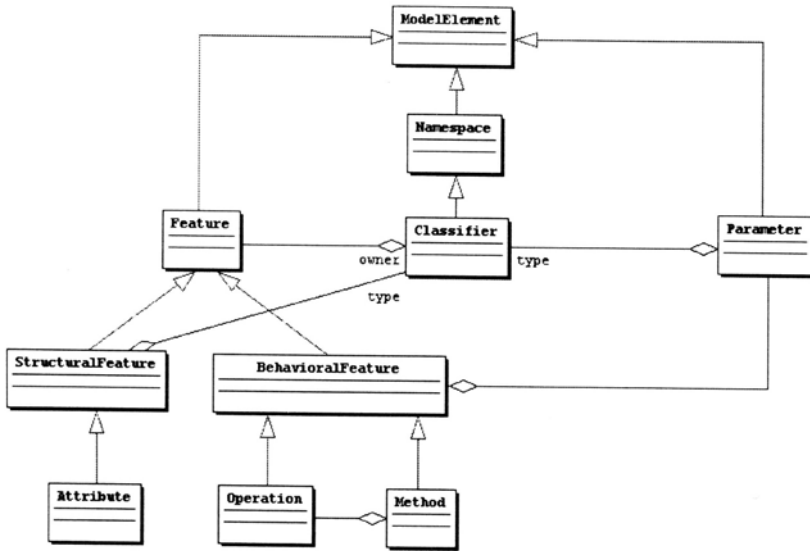 ModelElement
Namespace
Feature
Classifier
Parameter
owner
type
type
StructuralFeature
BehavioralFeature
Attribute
Operation
Method